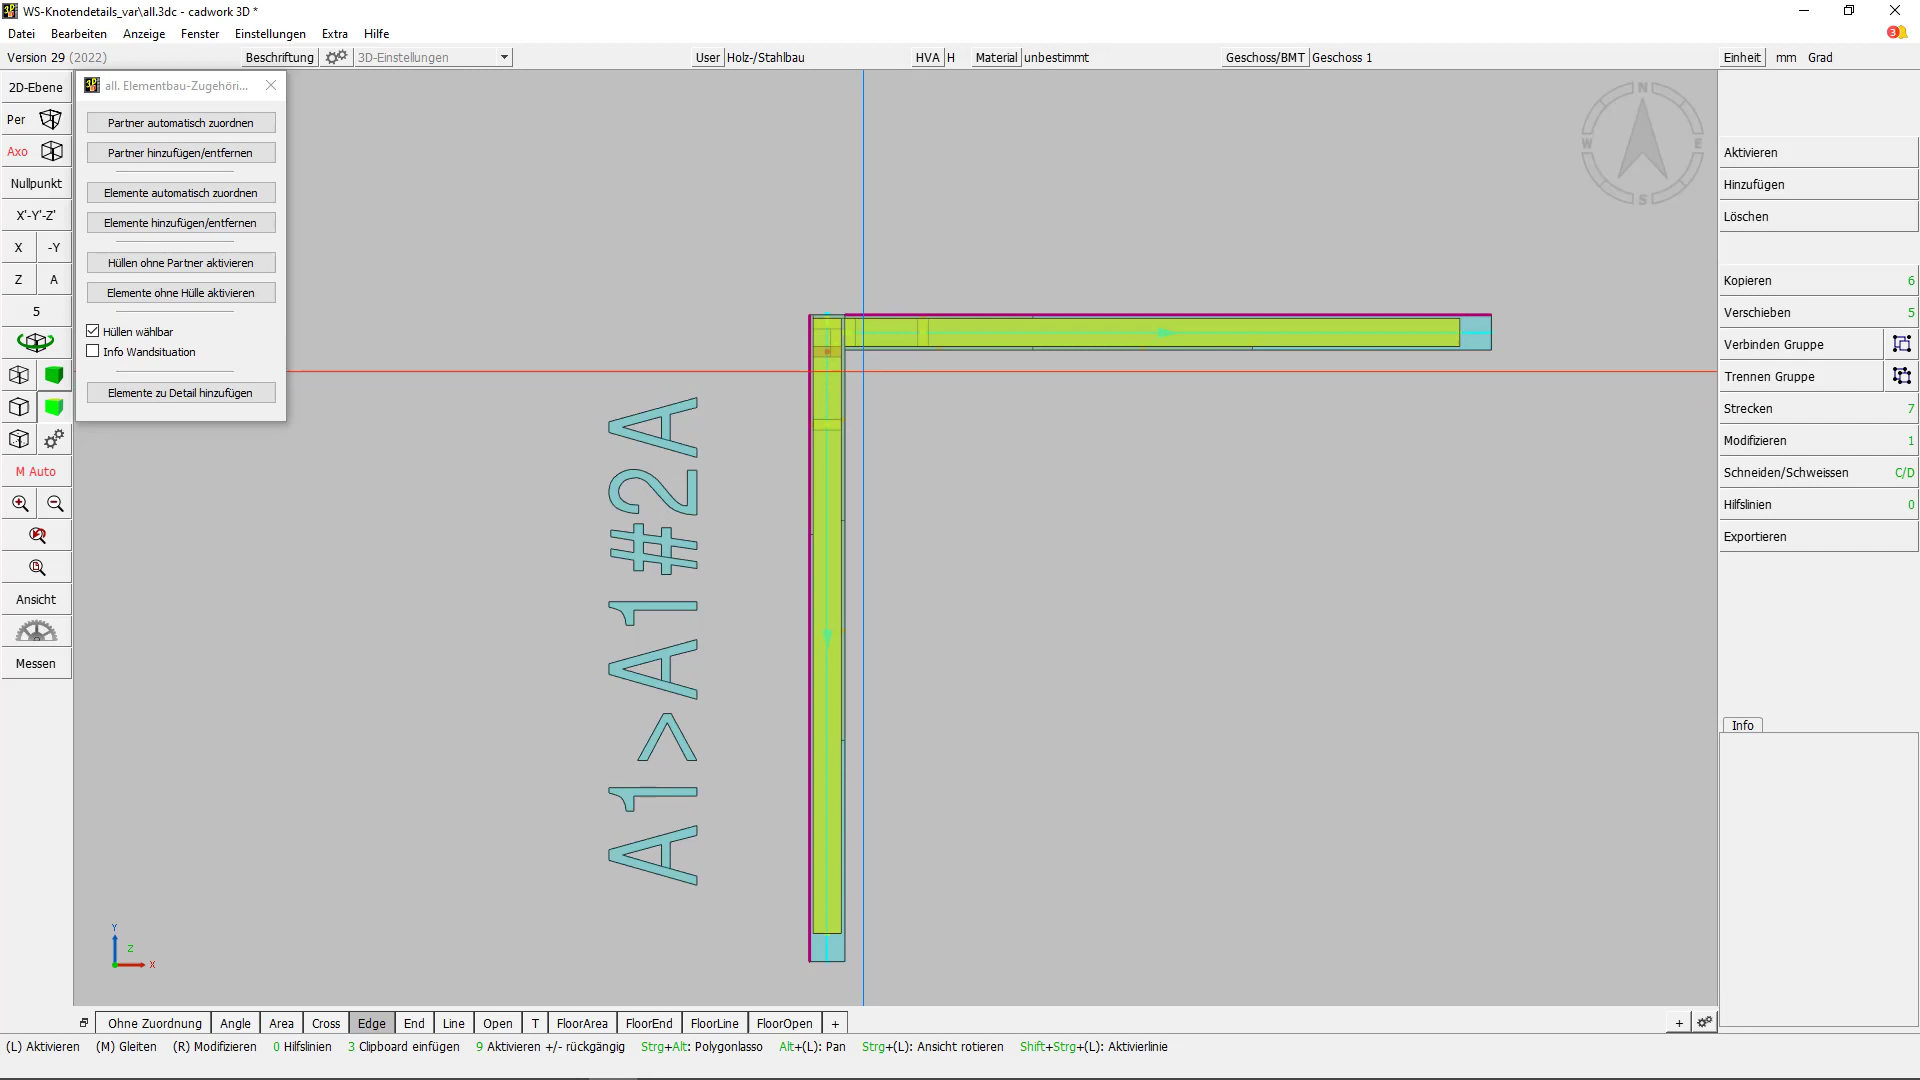 WS-Knotendetails_var\all.3dc - cadwork 3D *
Datei Bearbeiten Anzeige Fenster Einstellungen Extra Hilfe
3
Version 29 (2022) Beschriftung 3D-Einstellungen User Holz/Stahlbau HVA H Material unbestimmt Geschoss/BMT Geschoss 1 Einheit mm Grad
2D-Ebene
Per
Axo
Nullpunkt
X'-Y'-Z'
X -Y
Z A
5
M Auto
Ansicht
Messen
all. Elementbau-Zugehöri...
Partner automatisch zuordnen
Partner hinzufügen/entfernen
Elemente automatisch zuordnen
Elemente hinzufügen/entfernen
Hüllen ohne Partner aktivieren
Elemente ohne Hülle aktivieren
Hüllen wählbar
Info Wandsituation
Elemente zu Detail hinzufügen
A1>A1#2A
N
W E
S
Y
Z
X
Aktivieren
Hinzufügen
Löschen
Kopieren 6
Verschieben 5
Verbinden Gruppe
Trennen Gruppe
Strecken 7
Modifizieren 1
Schneiden/Schweissen C/D
Hilfslinien 0
Exportieren
Info
Ohne Zuordnung Angle Area Cross Edge End Line Open T FloorArea FloorEnd FloorLine FloorOpen + +
(L) Aktivieren (M) Gleiten (R) Modifizieren 0 Hilfslinien 3 Clipboard einfügen 9 Aktivieren +/- rückgängig Strg+Alt: Polygonlasso Alt+(L): Pan Strg+(L): Ansicht rotieren Shift+Strg+(L): Aktivierlinie